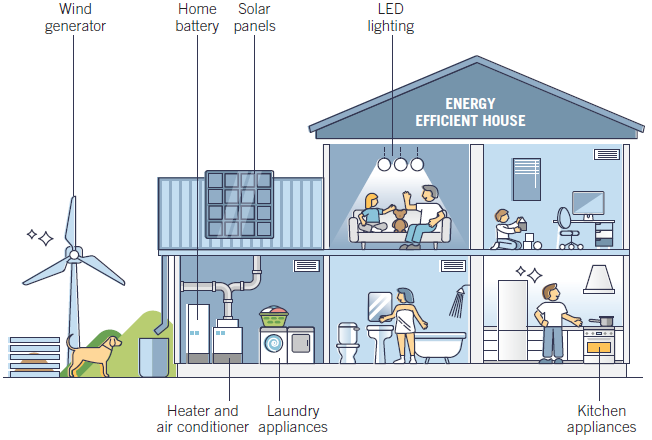 Wind
generator
Home
battery
Solar
panels
LED
lighting
ENERGY
EFFICIENT HOUSE
Heater and
air conditioner
Laundry
appliances
Kitchen
appliances